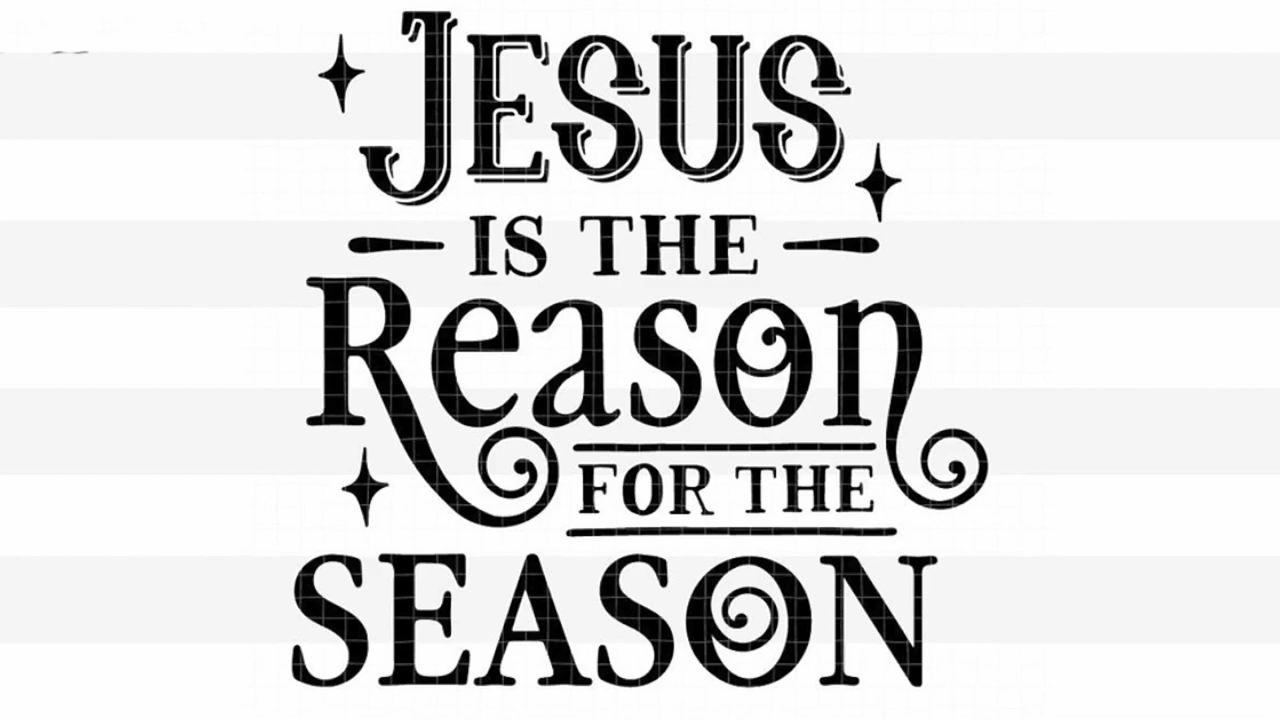 JESUS
IS THE
Reason
FOR THE
SEASON